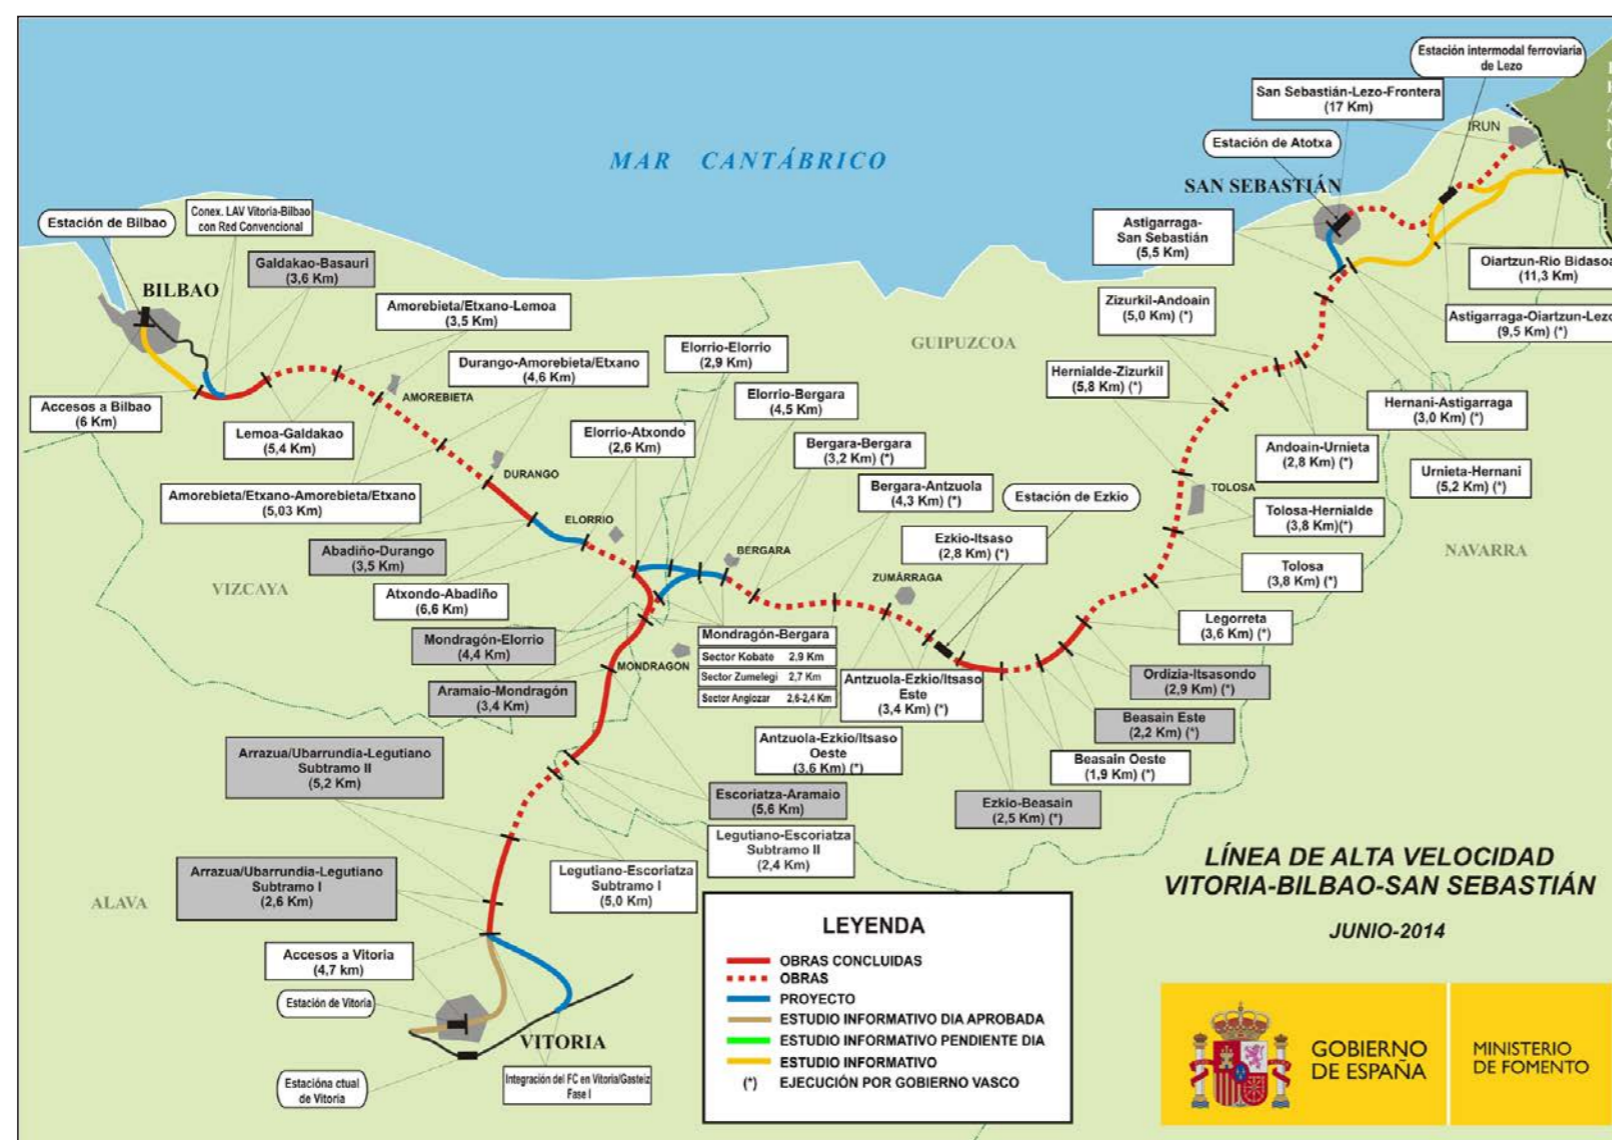 Estación intermodal ferroviaria
de Lezo
San Sebastián-Lezo-Frontera
(17 Km)
IRUN
Estación de Atotxa
MAR CANTÁBRICO
SAN SEBASTIÁN
Estación de Bilbao
Conex. LAV Vitoria-Bilbao
con Red Convencional
Astigarraga-
San Sebastián
(5,5 Km)
Galdakao-Basauri
(3,6 Km)
Oiartzun-Rio Bidasoa
(11,3 Km)
BILBAO
Amorebieta/Etxano-Lemoa
(3,5 Km)
Zizurkil-Andoain
(5,0 Km) (*)
Astigarraga-Oiartzun-Lezo
(9,5 Km) (*)
GUIPUZCOA
Elorrio-Elorrio
(2,9 Km)
Durango-Amorebieta/Etxano
(4,6 Km)
Hernialde-Zizurkil
(5,8 Km) (*)
AMOREBIETA
Elorrio-Bergara
(4,5 Km)
Accesos a Bilbao
(6 Km)
Hernani-Astigarraga
(3,0 Km) (*)
Lemoa-Galdakao
(5,4 Km)
Elorrio-Atxondo
(2,6 Km)
Bergara-Bergara
(3,2 Km) (*)
Andoain-Urnieta
(2,8 Km) (*)
Urnieta-Hernani
(5,2 Km) (*)
DURANGO
Bergara-Antzuola
(4,3 Km) (*)
Estación de Ezkio
TOLOSA
Amorebieta/Etxano-Amorebieta/Etxano
(5,03 Km)
Tolosa-Hernialde
(3,8 Km)(*)
ELORRIO
Ezkio-Itsaso
(2,8 Km) (*)
NAVARRA
Abadiño-Durango
(3,5 Km)
BERGARA
Tolosa
(3,8 Km) (*)
VIZCAYA
ZUMÁRRAGA
Atxondo-Abadiño
(6,6 Km)
Legorreta
(3,6 Km) (*)
Mondragón-Elorrio
(4,4 Km)
Mondragón-Bergara
Sector Kobate 2,9 Km
Sector Zumelegi 2,7 Km
Sector Angiozar 2,6-2,4 Km
MONDRAGON
Antzuola-Ezkio/Itsaso
Este
(3,4 Km) (*)
Ordizia-Itsasondo
(2,9 Km) (*)
Aramaio-Mondragón
(3,4 Km)
Beasain Este
(2,2 Km) (*)
Antzuola-Ezkio/Itsaso
Oeste
(3,6 Km) (*)
Arrazua/Ubarrundia-Legutiano
Subtramo II
(5,2 Km)
Beasain Oeste
(1,9 Km) (*)
Escoriatza-Aramaio
(5,6 Km)
Ezkio-Beasain
(2,5 Km) (*)
Legutiano-Escoriatza
Subtramo II
(2,4 Km)
LÍNEA DE ALTA VELOCIDAD
VITORIA-BILBAO-SAN SEBASTIÁN
JUNIO-2014
Arrazua/Ubarrundia-Legutiano
Subtramo I
(2,6 Km)
Legutiano-Escoriatza
Subtramo I
(5,0 Km)
ALAVA
LEYENDA
OBRAS CONCLUIDAS
OBRAS
PROYECTO
ESTUDIO INFORMATIVO DIA APROBADA
ESTUDIO INFORMATIVO PENDIENTE DIA
ESTUDIO INFORMATIVO
(*) EJECUCIÓN POR GOBIERNO VASCO
Accesos a Vitoria
(4,7 km)
Estación de Vitoria
VITORIA
Estacióna ctual
de Vitoria
Integración del FC en Vitoria/Gasteiz
Fase I
GOBIERNO
DE ESPAÑA
MINISTERIO
DE FOMENTO